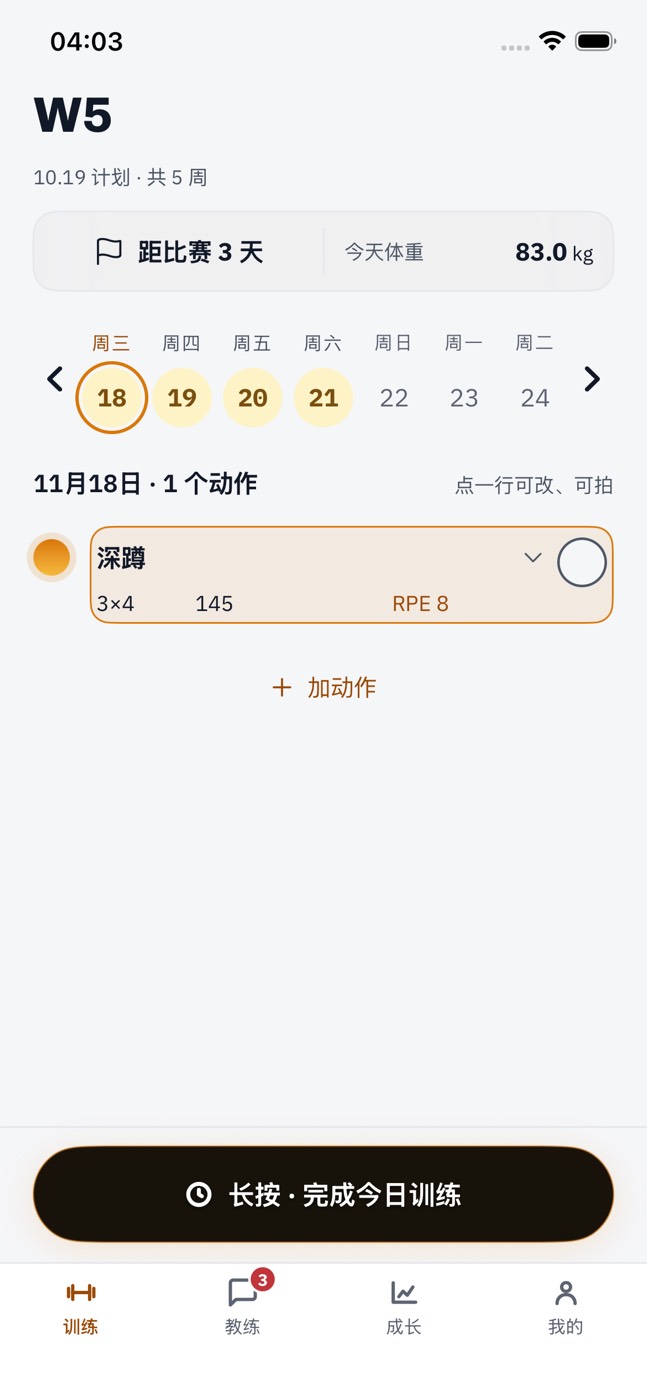 04:03
W5
10.19 计划 · 共 5 周
距比赛 3 天 今天体重 83.0 kg
周三 周四 周五 周六 周日 周一 周二
18 19 20 21 22 23 24
11月18日 · 1 个动作 点一行可改、可拍
深蹲
3×4 145 RPE 8
+ 加动作
长按 · 完成今日训练
3
训练 教练 成长 我的